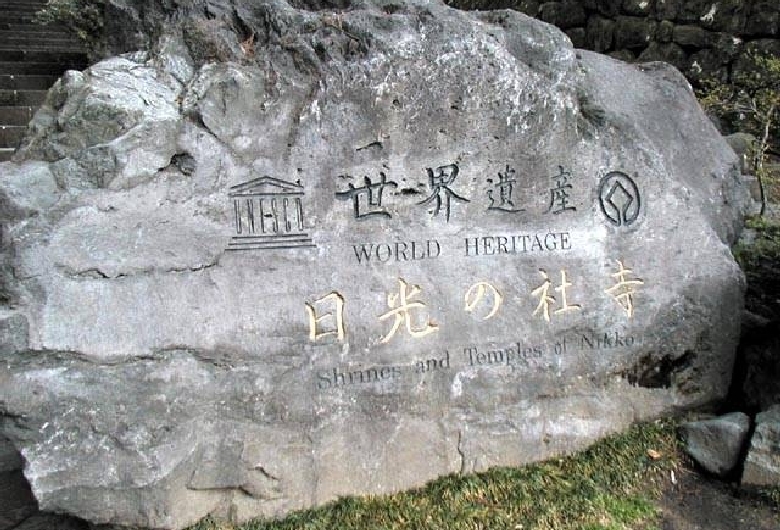 世界遺産
WORLD HERITAGE
日光の社寺
Shrines and Temples of Nikko